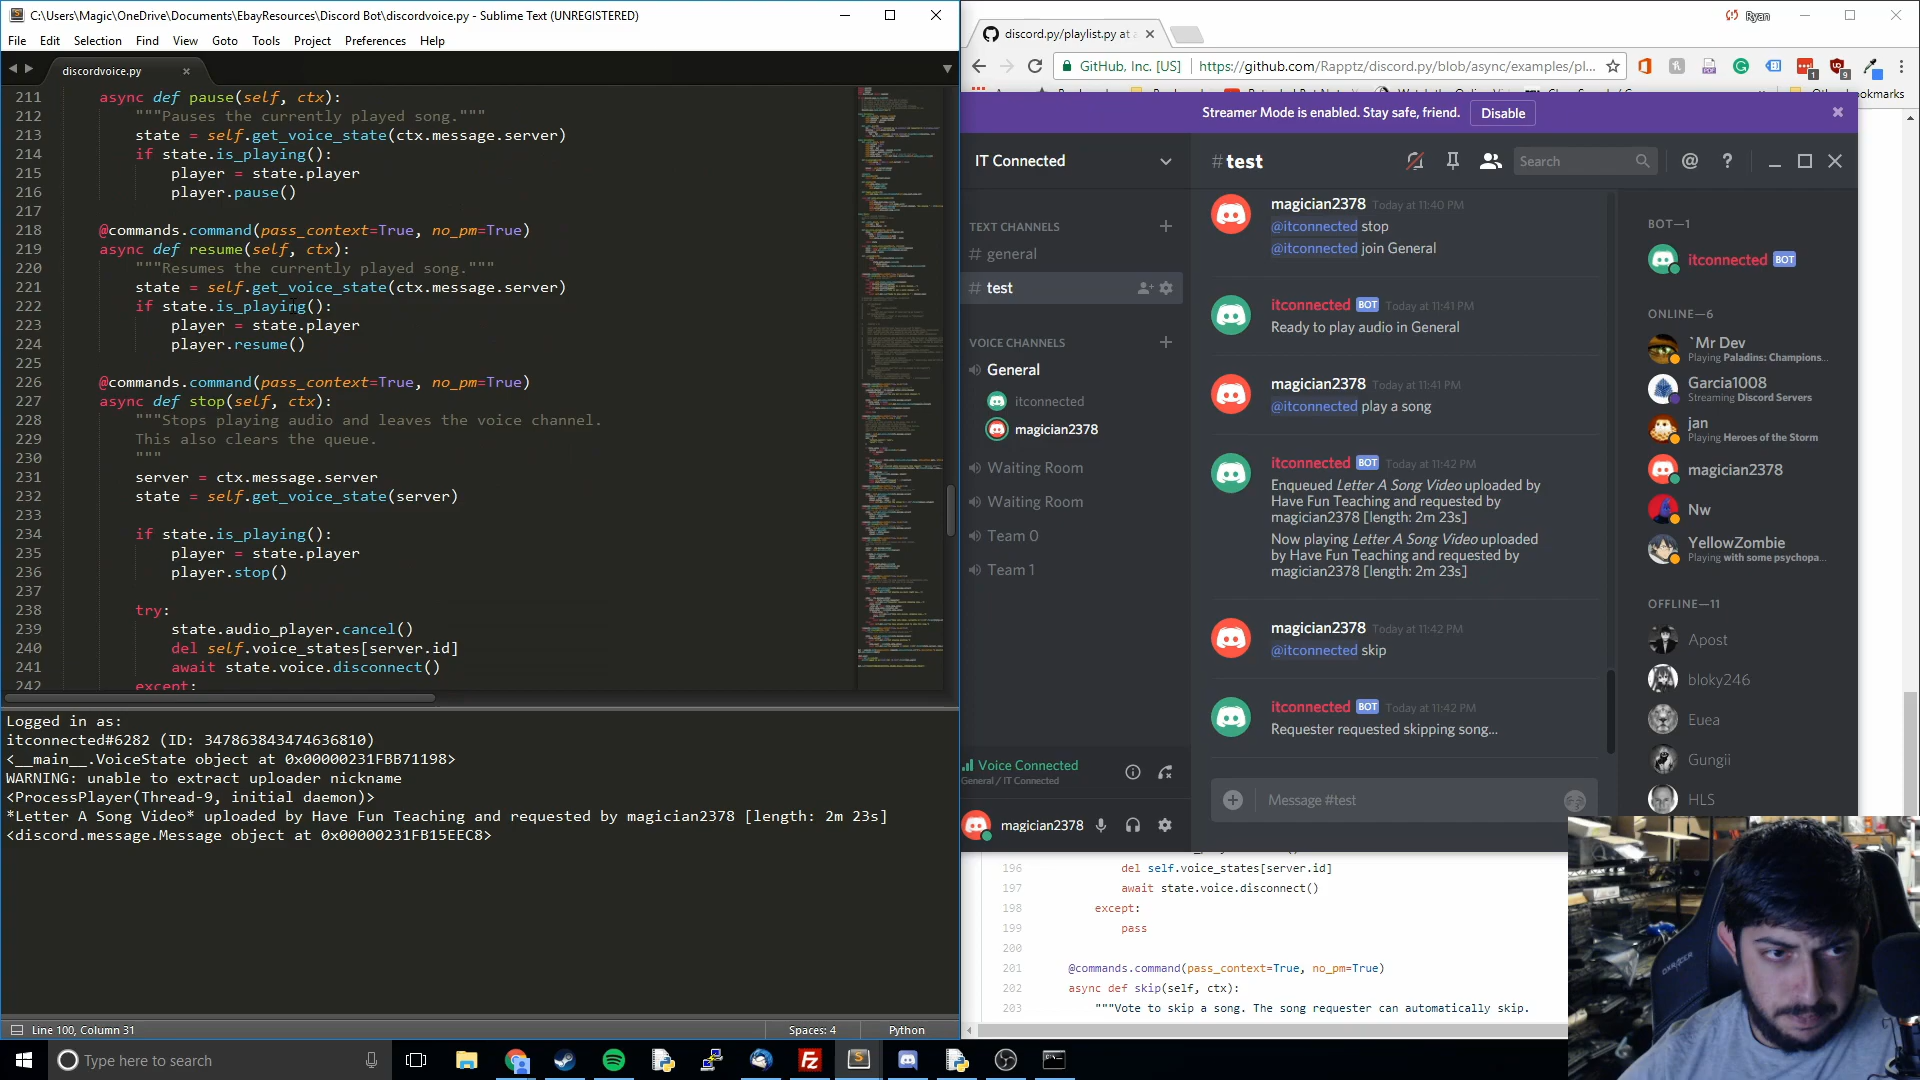 C:\Users\Magic\OneDrive\Documents\EbayResources\Discord Bot\discordvoice.py - Sublime Text (UNREGISTERED)
File Edit Selection Find View Goto Tools Project Preferences Help
discordvoice.py
211 async def pause(self, ctx):
212 """Pauses the currently played song."""
213 state = self.get_voice_state(ctx.message.server)
214 if state.is_playing():
215 player = state.player
216 player.pause()
217
218 @commands.command(pass_context=True, no_pm=True)
219 async def resume(self, ctx):
220 """Resumes the currently played song."""
221 state = self.get_voice_state(ctx.message.server)
222 if state.is_playing():
223 player = state.player
224 player.resume()
225
226 @commands.command(pass_context=True, no_pm=True)
227 async def stop(self, ctx):
228 """Stops playing audio and leaves the voice channel.
229 This also clears the queue.
230 """
231 server = ctx.message.server
232 state = self.get_voice_state(server)
233
234 if state.is_playing():
235 player = state.player
236 player.stop()
237
238 try:
239 state.audio_player.cancel()
240 del self.voice_states[server.id]
241 await state.voice.disconnect()
242 except:
Logged in as:
itconnected#6282 (ID: 347863843474636810)
<__main__.VoiceState object at 0x00000231FBB71198>
WARNING: unable to extract uploader nickname
<ProcessPlayer(Thread-9, initial daemon)>
*Letter A Song Video* uploaded by Have Fun Teaching and requested by magician2378 [length: 2m 23s]
<discord.message.Message object at 0x00000231FB15EEC8>
Line 100, Column 31
Spaces: 4
Python
Ryan
discord.py/playlist.py at a
GitHub, Inc. [US]
https://github.com/Rapptz/discord.py/blob/async/examples/pl...
Streamer Mode is enabled. Stay safe, friend. Disable
IT Connected
TEXT CHANNELS
# general
# test
VOICE CHANNELS
General
itconnected
magician2378
Waiting Room
Waiting Room
Team 0
Team 1
Voice Connected
General / IT Connected
magician2378
#test
Search
magician2378 Today at 11:40 PM
@itconnected stop
@itconnected join General
itconnected BOT Today at 11:41 PM
Ready to play audio in General
magician2378 Today at 11:41 PM
@itconnected play a song
itconnected BOT Today at 11:42 PM
Enqueued Letter A Song Video uploaded by
Have Fun Teaching and requested by
magician2378 [length: 2m 23s]
Now playing Letter A Song Video uploaded
by Have Fun Teaching and requested by
magician2378 [length: 2m 23s]
magician2378 Today at 11:42 PM
@itconnected skip
itconnected BOT Today at 11:42 PM
Requester requested skipping song...
Message #test
BOT—1
itconnected BOT
ONLINE—6
`Mr Dev
Playing Paladins: Champions...
Garcia1008
Streaming Discord Servers
jan
Playing Heroes of the Storm
magician2378
Nw
YellowZombie
Playing with some psychopa...
OFFLINE—11
Apost
bloky246
Euea
Gungii
HLS
196 del self.voice_states[server.id]
197 await state.voice.disconnect()
198 except:
199 pass
200
201 @commands.command(pass_context=True, no_pm=True)
202 async def skip(self, ctx):
203 """Vote to skip a song. The song requester can automatically skip.
Type here to search